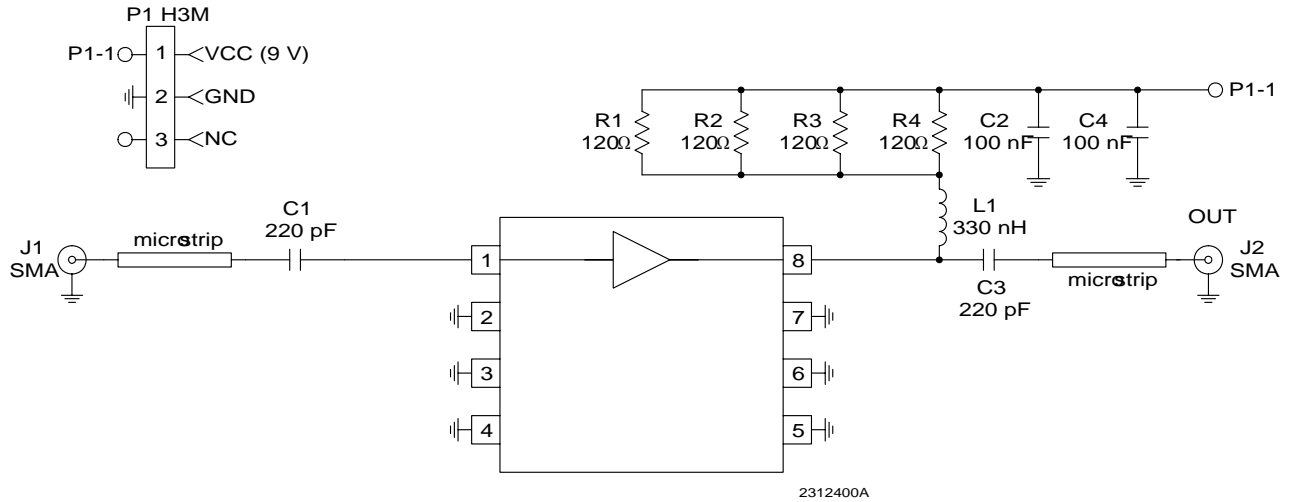 P1 H3M
P1-1 1 VCC (9 V)
2 GND
3 NC
P1-1
R1
120Ω
R2
120Ω
R3
120Ω
R4
120Ω
C2
100 nF
C4
100 nF
L1
330 nH
C1
220 pF
J1
SMA
microstrip
1
2
3
4
8
7
6
5
C3
220 pF
microstrip
OUT
J2
SMA
2312400A